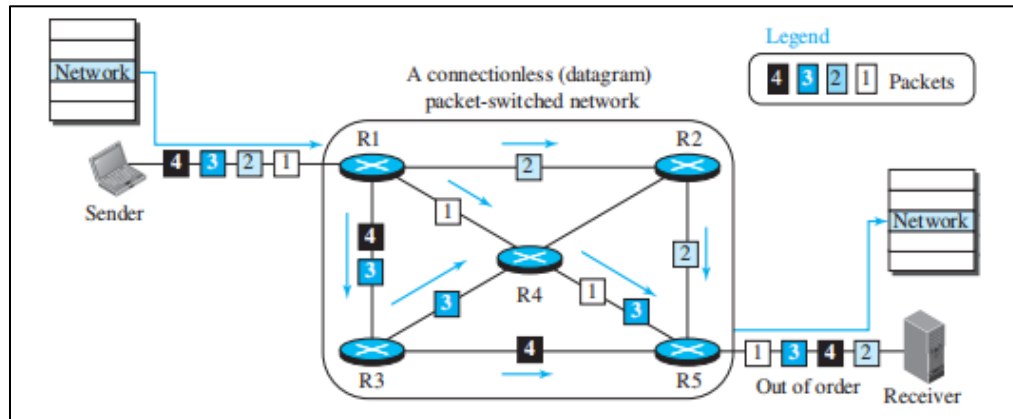 Legend
4 3 2 1 Packets
Network
A connectionless (datagram)
packet-switched network
R1
R2
4 3 2 1
Sender
2
1
4
3
2
Network
R4
3
1
3
R3
4
R5
1 3 4 2
Out of order
Receiver